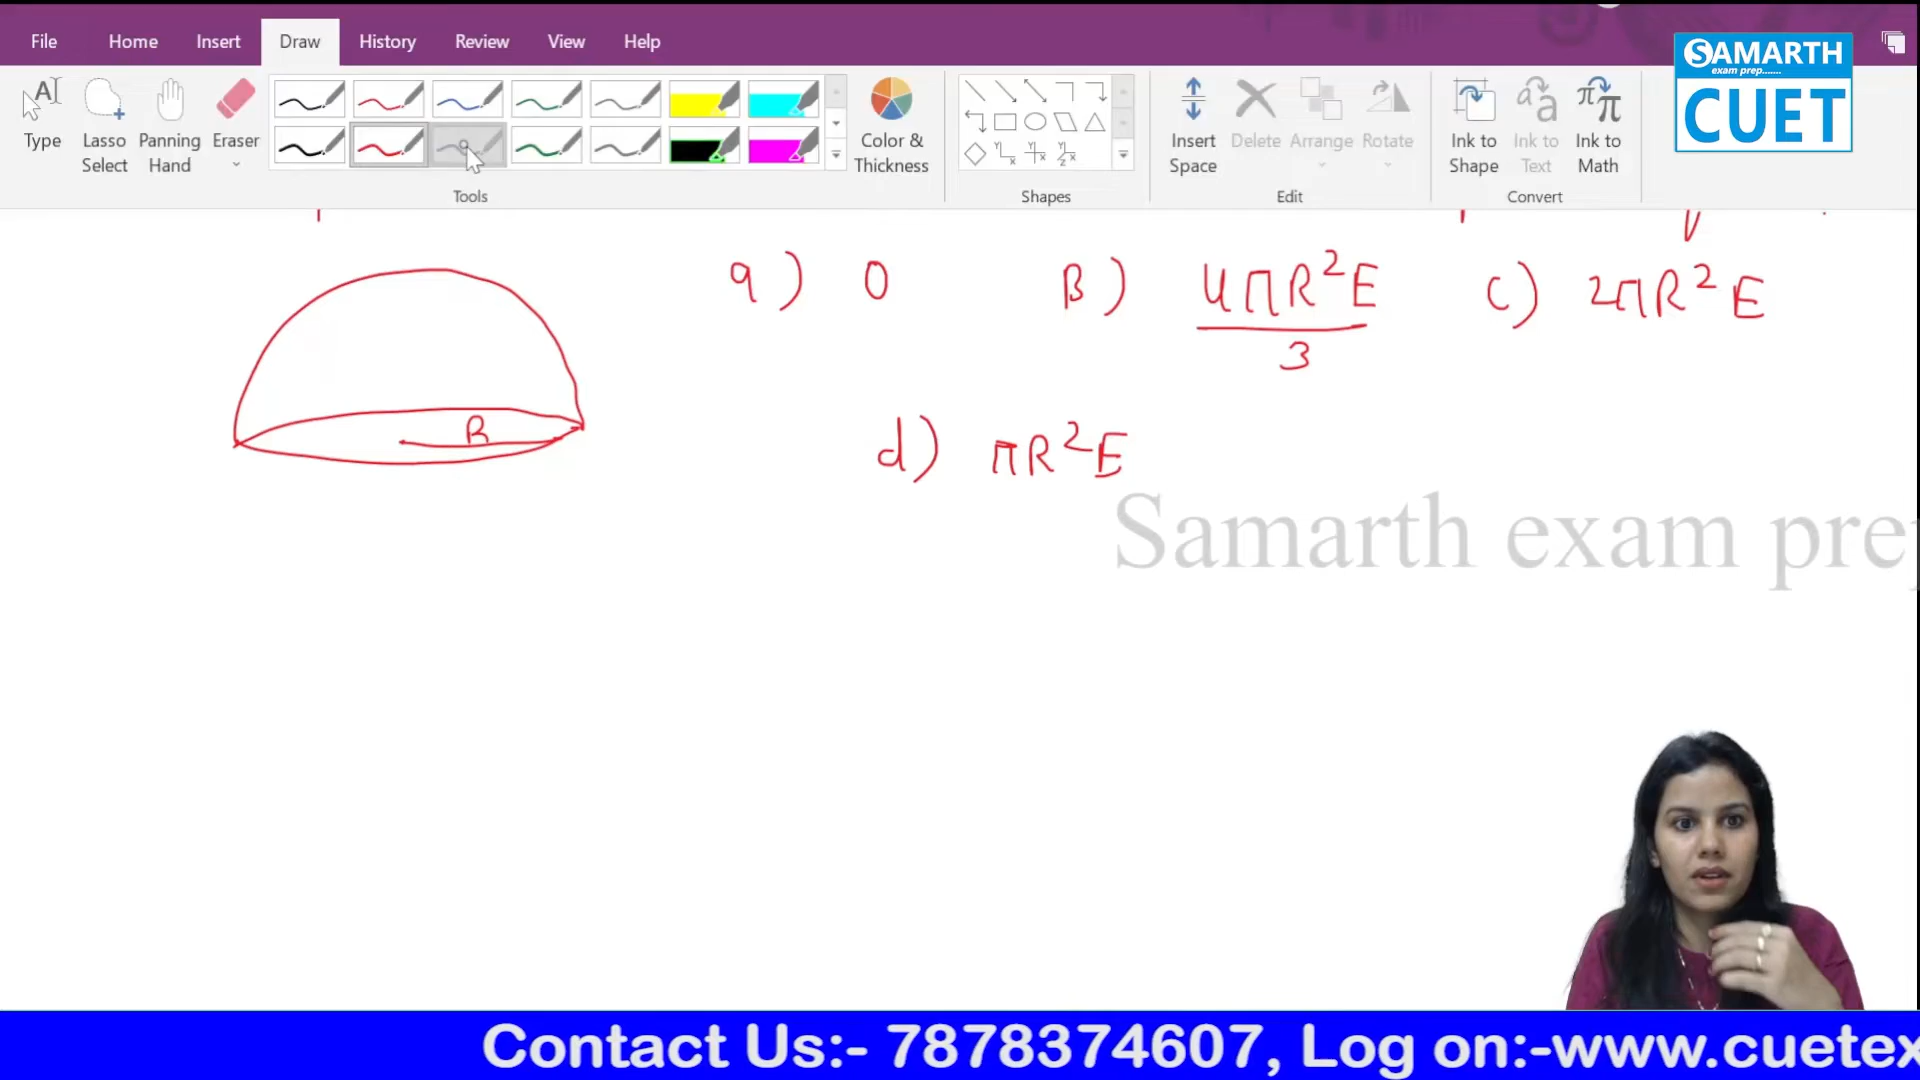 File Home Insert Draw History Review View Help
SAMARTH
exam prep.......
CUET
Type
Lasso Select
Panning Hand
Eraser
Color & Thickness
Insert Space
Delete
Arrange
Rotate
Ink to Shape
Ink to Text
Ink to Math
Tools Shapes Edit Convert
a) 0 B) 4πR²E/3 c) 2πR²E
R
d) πR²E
Samarth exam pre
Contact Us:- 7878374607, Log on:-www.cuetex